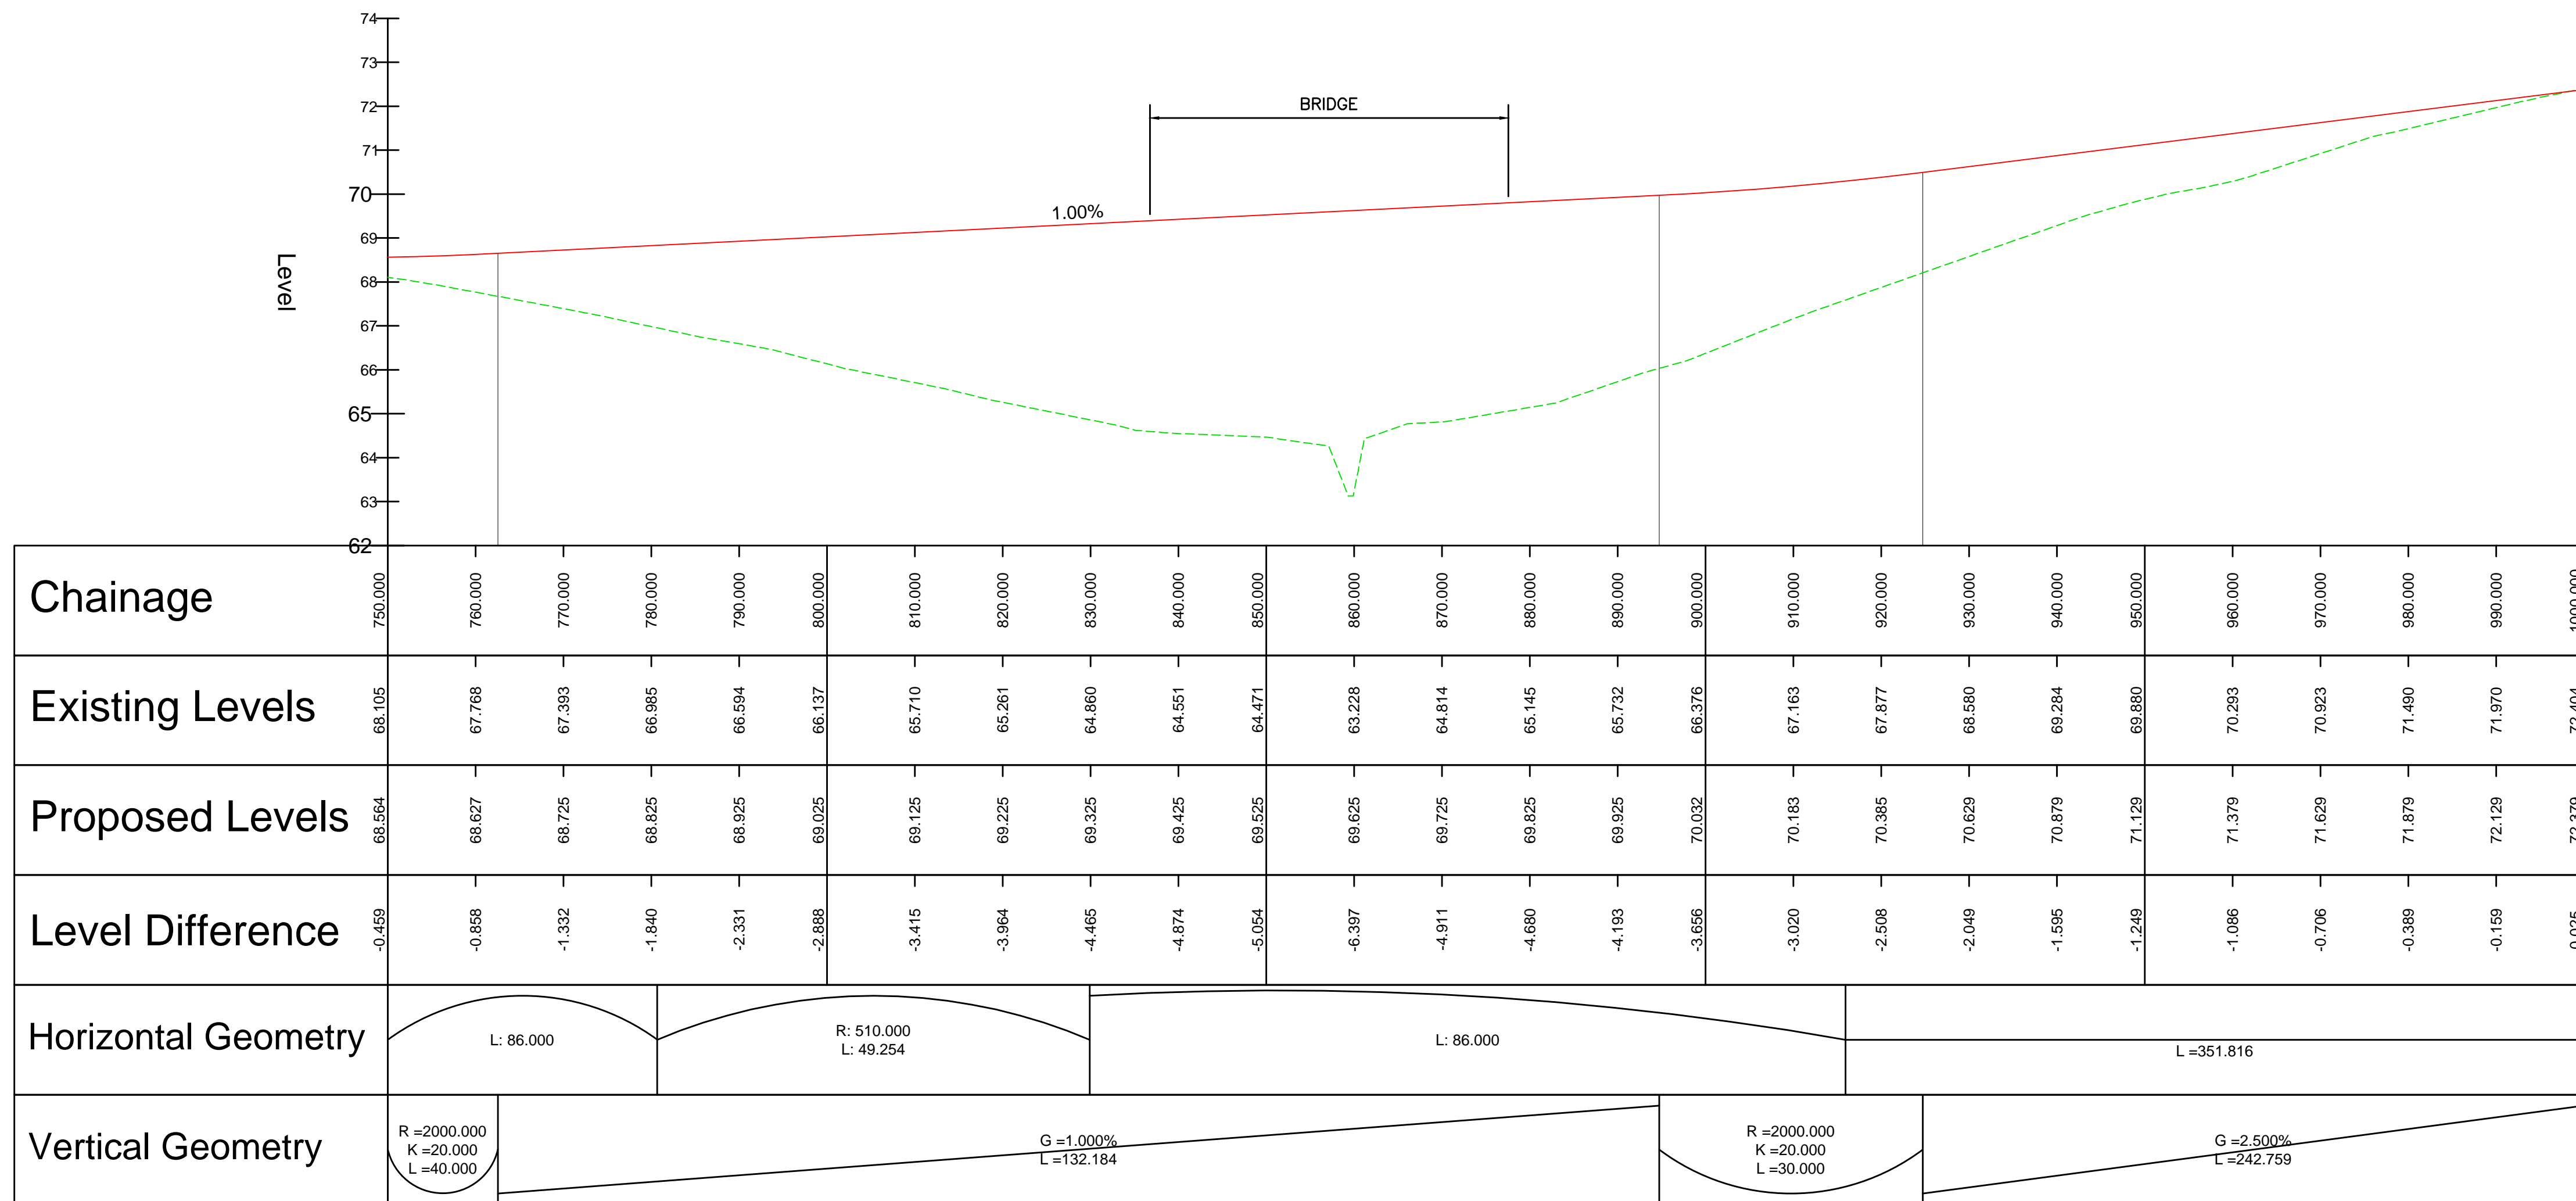 74
73
72
71
70
69
68
67
66
65
64
63
62
Level
BRIDGE
1.00%
Chainage
750.000 760.000 770.000 780.000 790.000 800.000 810.000 820.000 830.000 840.000 850.000 860.000 870.000 880.000 890.000 900.000 910.000 920.000 930.000 940.000 950.000 960.000 970.000 980.000 990.000 1000.000
Existing Levels
68.105 67.768 67.393 66.985 66.594 66.137 65.710 65.261 64.860 64.551 64.471 63.228 64.814 65.145 65.732 66.376 67.163 67.877 68.580 69.284 69.880 70.293 70.923 71.490 71.970 72.404
Proposed Levels
68.564 68.627 68.725 68.825 68.925 69.025 69.125 69.225 69.325 69.425 69.525 69.625 69.725 69.825 69.925 70.032 70.183 70.385 70.629 70.879 71.129 71.379 71.629 71.879 72.129 72.379
Level Difference
-0.459 -0.858 -1.332 -1.840 -2.331 -2.888 -3.415 -3.964 -4.465 -4.874 -5.054 -6.397 -4.911 -4.680 -4.193 -3.656 -3.020 -2.508 -2.049 -1.595 -1.249 -1.086 -0.706 -0.389 -0.159 0.025
Horizontal Geometry
L: 86.000
R: 510.000
L: 49.254
L: 86.000
L =351.816
Vertical Geometry
R =2000.000
K =20.000
L =40.000
G =1.000%
L =132.184
R =2000.000
K =20.000
L =30.000
G =2.500%
L =242.759